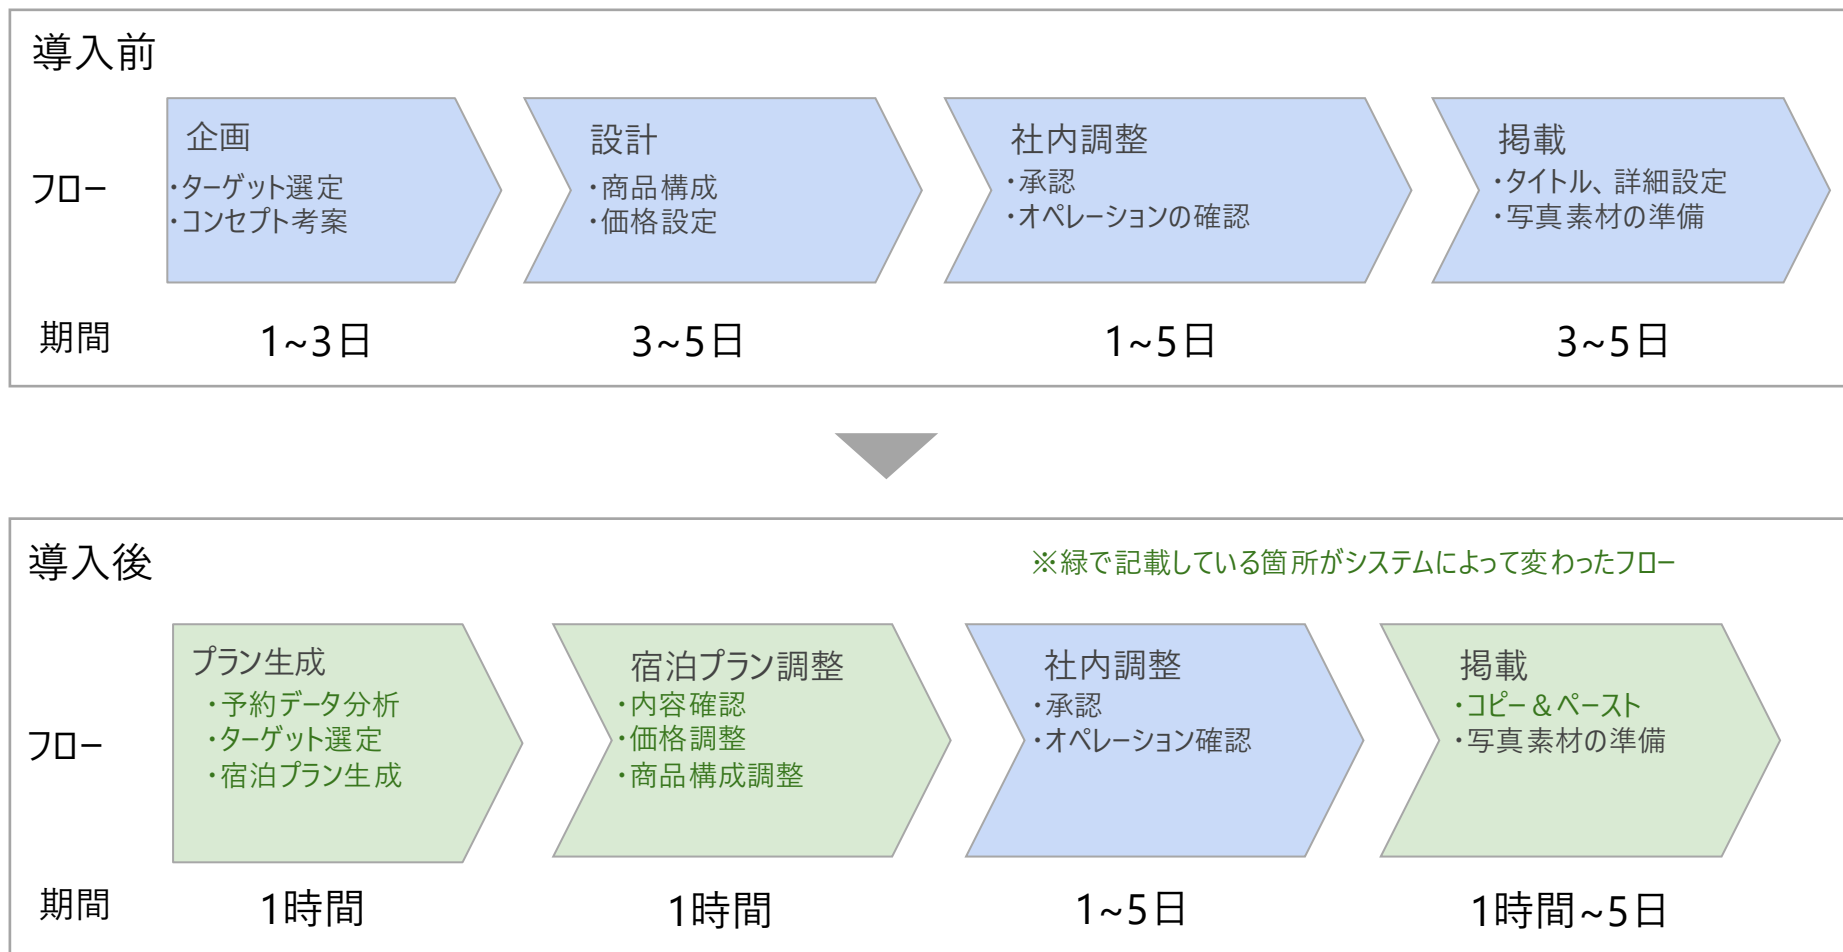 導入前
フロー
企画
・ターゲット選定
・コンセプト考案
設計
・商品構成
・価格設定
社内調整
・承認
・オペレーションの確認
掲載
・タイトル、詳細設定
・写真素材の準備
期間
1~3日
3~5日
1~5日
3~5日
導入後
※緑で記載している箇所がシステムによって変わったフロー
フロー
プラン生成
・予約データ分析
・ターゲット選定
・宿泊プラン生成
宿泊プラン調整
・内容確認
・価格調整
・商品構成調整
社内調整
・承認
・オペレーション確認
掲載
・コピー＆ペースト
・写真素材の準備
期間
1時間
1時間
1~5日
1時間~5日